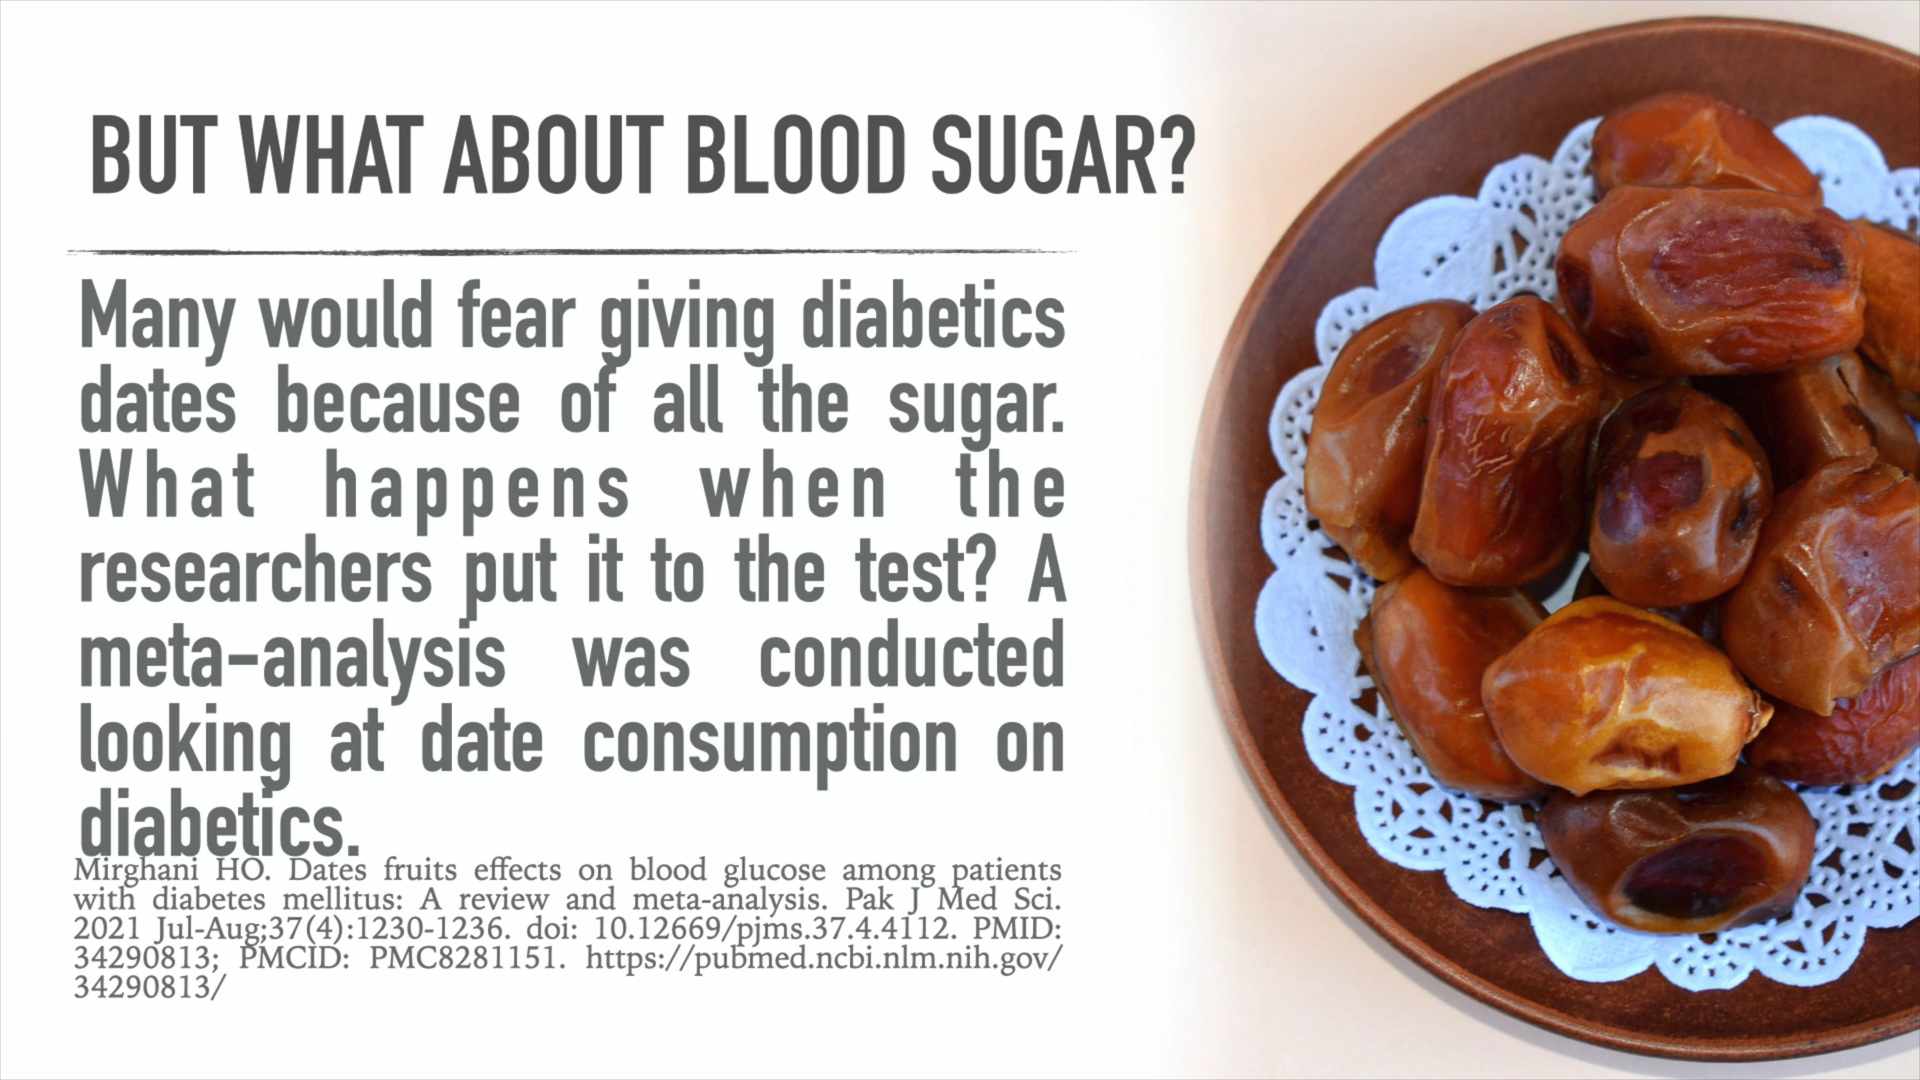 BUT WHAT ABOUT BLOOD SUGAR?
Many would fear giving diabetics
dates because of all the sugar.
What happens when the
researchers put it to the test? A
meta-analysis was conducted
looking at date consumption on
diabetics.
Mirghani HO. Dates fruits effects on blood glucose among patients
with diabetes mellitus: A review and meta-analysis. Pak J Med Sci.
2021 Jul-Aug;37(4):1230-1236. doi: 10.12669/pjms.37.4.4112. PMID:
34290813; PMCID: PMC8281151. https://pubmed.ncbi.nlm.nih.gov/
34290813/